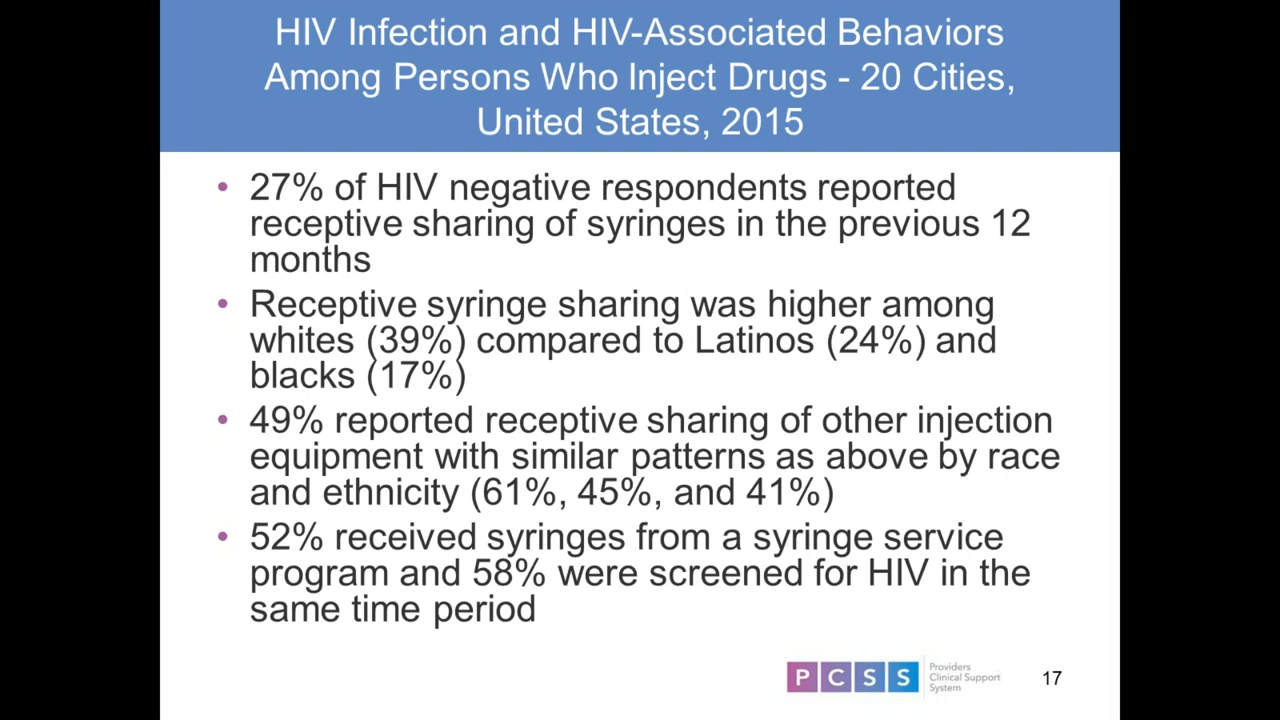 HIV Infection and HIV-Associated Behaviors
Among Persons Who Inject Drugs - 20 Cities,
United States, 2015
• 27% of HIV negative respondents reported
receptive sharing of syringes in the previous 12
months
• Receptive syringe sharing was higher among
whites (39%) compared to Latinos (24%) and
blacks (17%)
• 49% reported receptive sharing of other injection
equipment with similar patterns as above by race
and ethnicity (61%, 45%, and 41%)
• 52% received syringes from a syringe service
program and 58% were screened for HIV in the
same time period
PCSS
Providers
Clinical Support
System
17